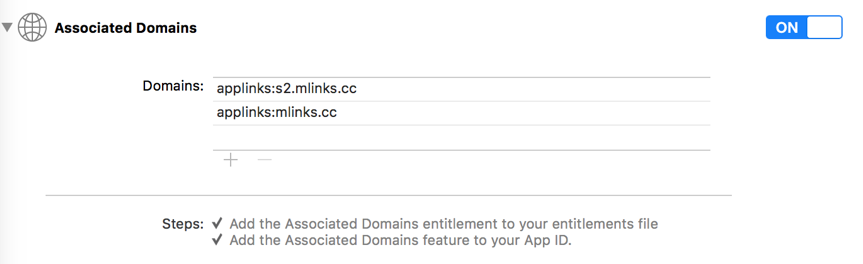 Associated Domains
ON
Domains:
applinks:s2.mlinks.cc
applinks:mlinks.cc
Steps: ✔ Add the Associated Domains entitlement to your entitlements file
✔ Add the Associated Domains feature to your App ID.